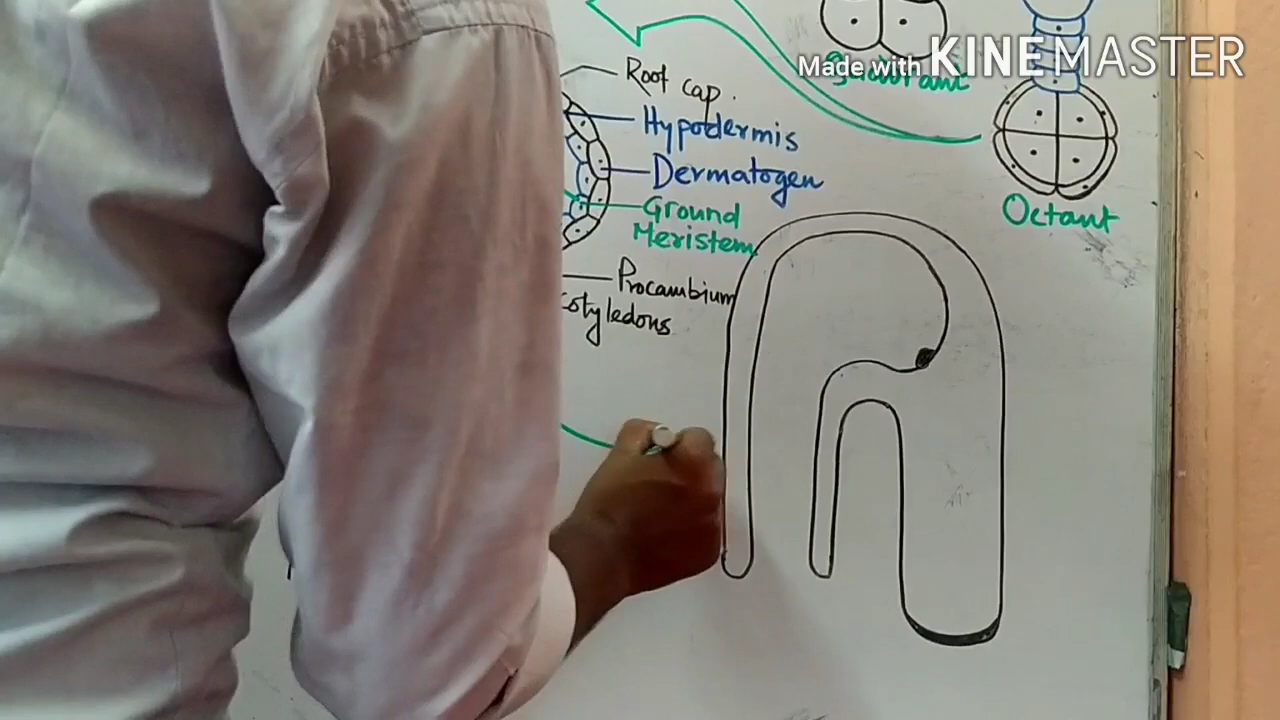 Made with KINEMASTER
Root cap.
Hypodermis
Dermatogen
Ground
Meristem
Octant
Procambium
Cotyledons